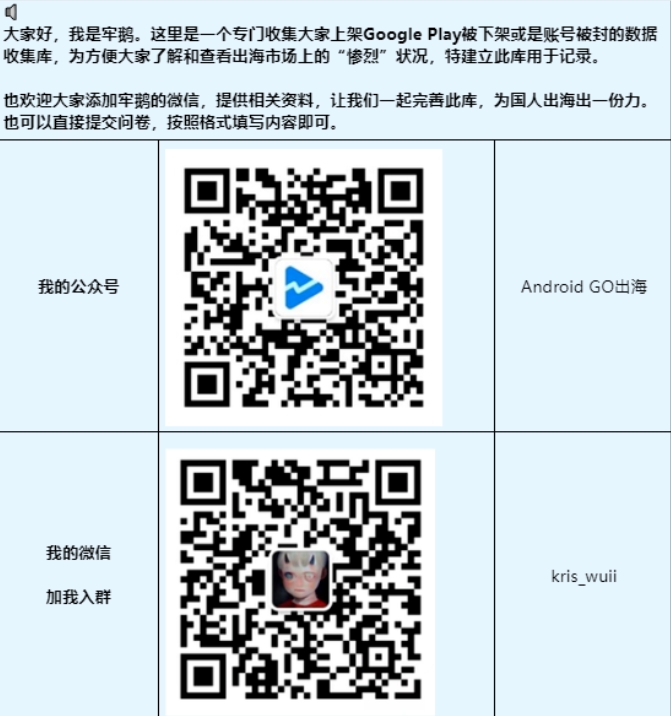 大家好，我是牢鹅。这里是一个专门收集大家上架Google Play被下架或是账号被封的数据
收集库，为方便大家了解和查看出海市场上的“惨烈”状况，特建立此库用于记录。
也欢迎大家添加牢鹅的微信，提供相关资料，让我们一起完善此库，为国人出海出一份力。
也可以直接提交问卷，按照格式填写内容即可。
我的公众号
Android GO出海
我的微信
加我入群
kris_wuii